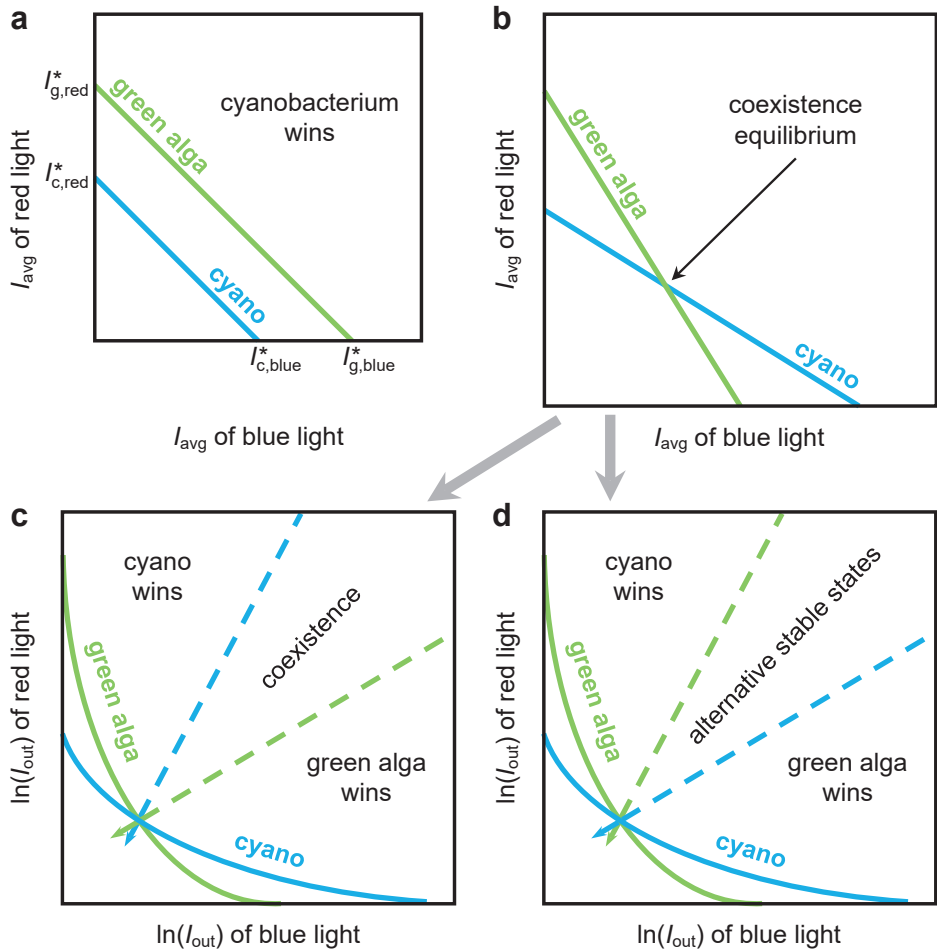 a
I*g,red
I*c,red
Iavg of red light
green alga
cyanobacterium
wins
cyano
I*c,blue
I*g,blue
Iavg of blue light
b
Iavg of red light
green alga
coexistence
equilibrium
cyano
Iavg of blue light
c
ln(Iout) of red light
cyano
wins
green alga
coexistence
green alga
wins
cyano
ln(Iout) of blue light
d
ln(Iout) of red light
cyano
wins
green alga
alternative stable states
green alga
wins
cyano
ln(Iout) of blue light